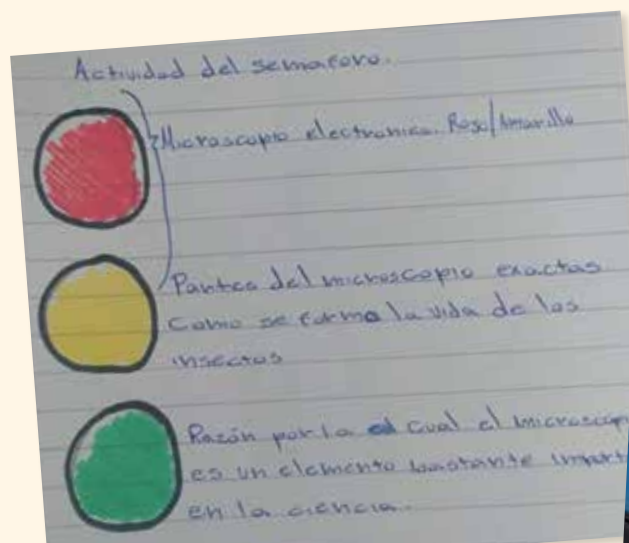 Actividad del semaforo.
Microscopio electronico. Rojo/Amarillo
Partes del microscopio exactas
Como se forma la vida de los
insectos
Razón por la cual el microscop
es un elemento bastante import
en la ciencia.